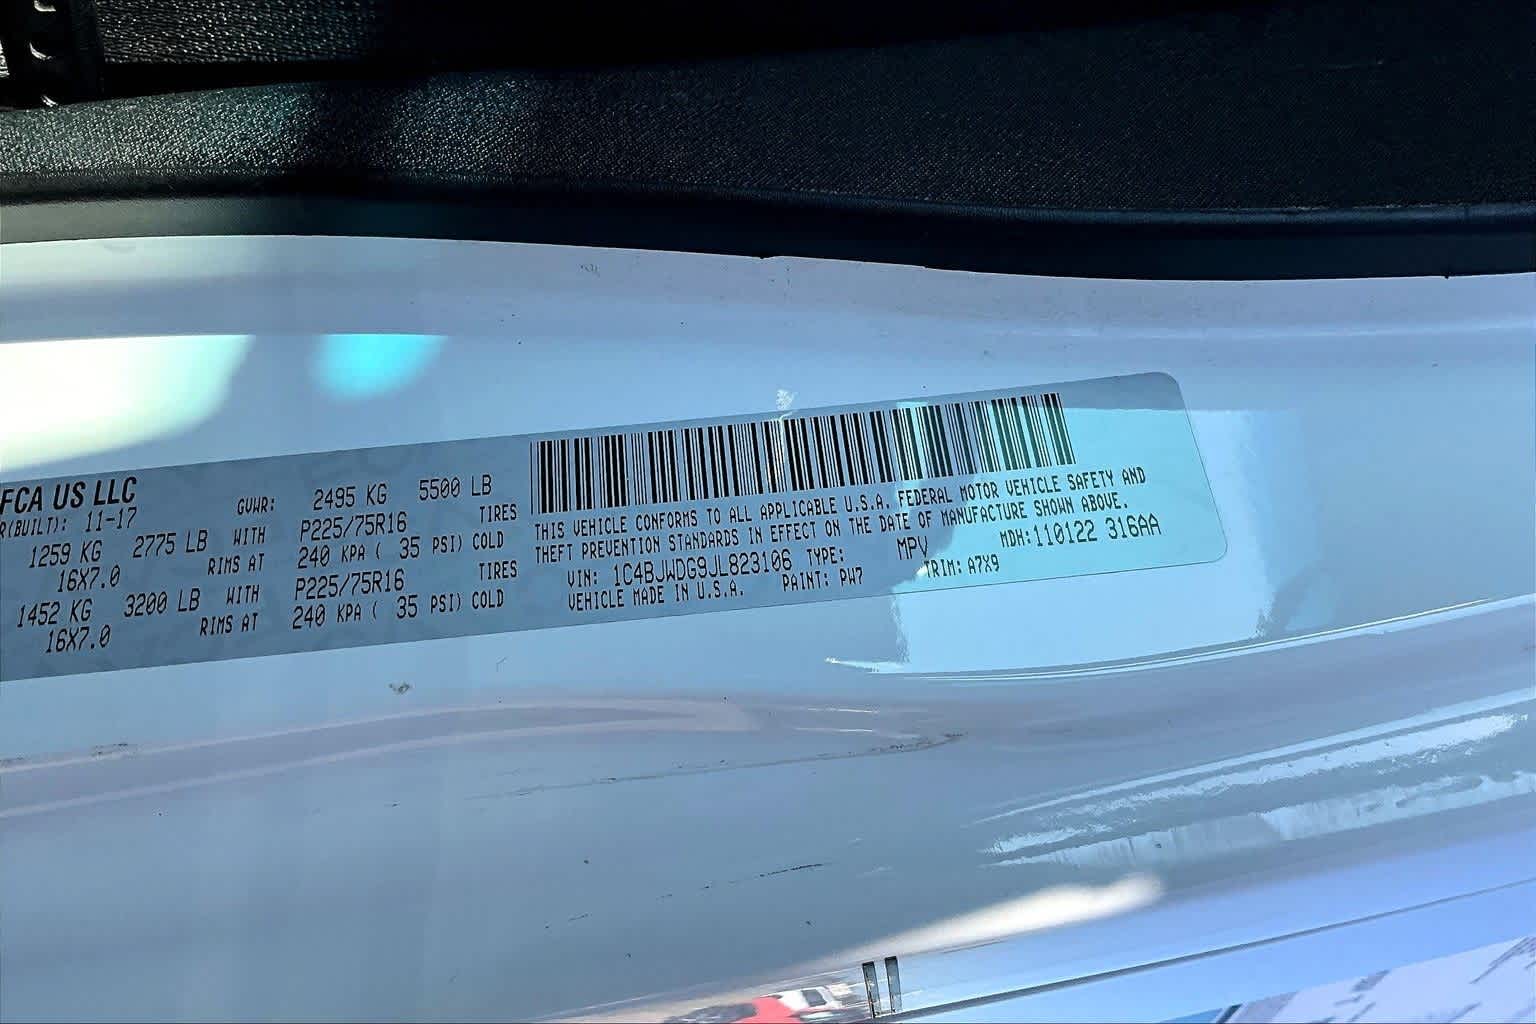 FCA US LLC
R(BUILT): 11-17 GVWR: 2495 KG 5500 LB
1259 KG 2775 LB WITH P225/75R16 TIRES
16X7.0 RIMS AT 240 KPA ( 35 PSI) COLD
1452 KG 3200 LB WITH P225/75R16 TIRES
16X7.0 RIMS AT 240 KPA ( 35 PSI) COLD
THIS VEHICLE CONFORMS TO ALL APPLICABLE U.S.A. FEDERAL MOTOR VEHICLE SAFETY AND
THEFT PREVENTION STANDARDS IN EFFECT ON THE DATE OF MANUFACTURE SHOWN ABOVE.
VIN: 1C4BJWDG9JL823106 TYPE: MPV MDH:110122 316AA
VEHICLE MADE IN U.S.A. PAINT: PW7 TRIM: A7X9